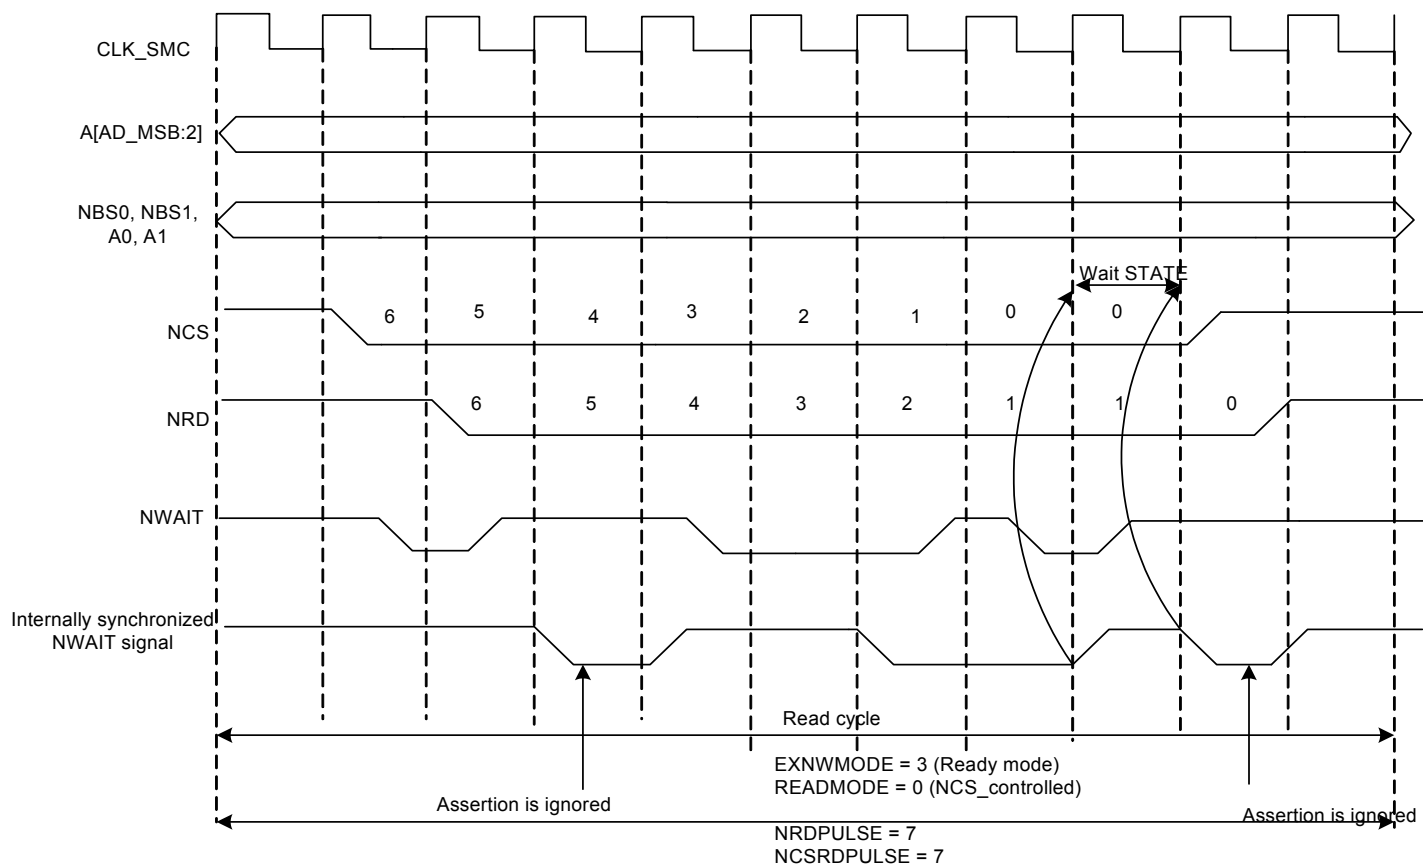 CLK_SMC
A[AD_MSB:2]
NBS0, NBS1,
A0, A1
Wait STATE
NCS
6 5 4 3 2 1 0 0
NRD
6 5 4 3 2 1 1 0
NWAIT
Internally synchronized
NWAIT signal
Read cycle
EXNWMODE = 3 (Ready mode)
READMODE = 0 (NCS_controlled)
Assertion is ignored
Assertion is ignored
NRDPULSE = 7
NCSRDPULSE = 7